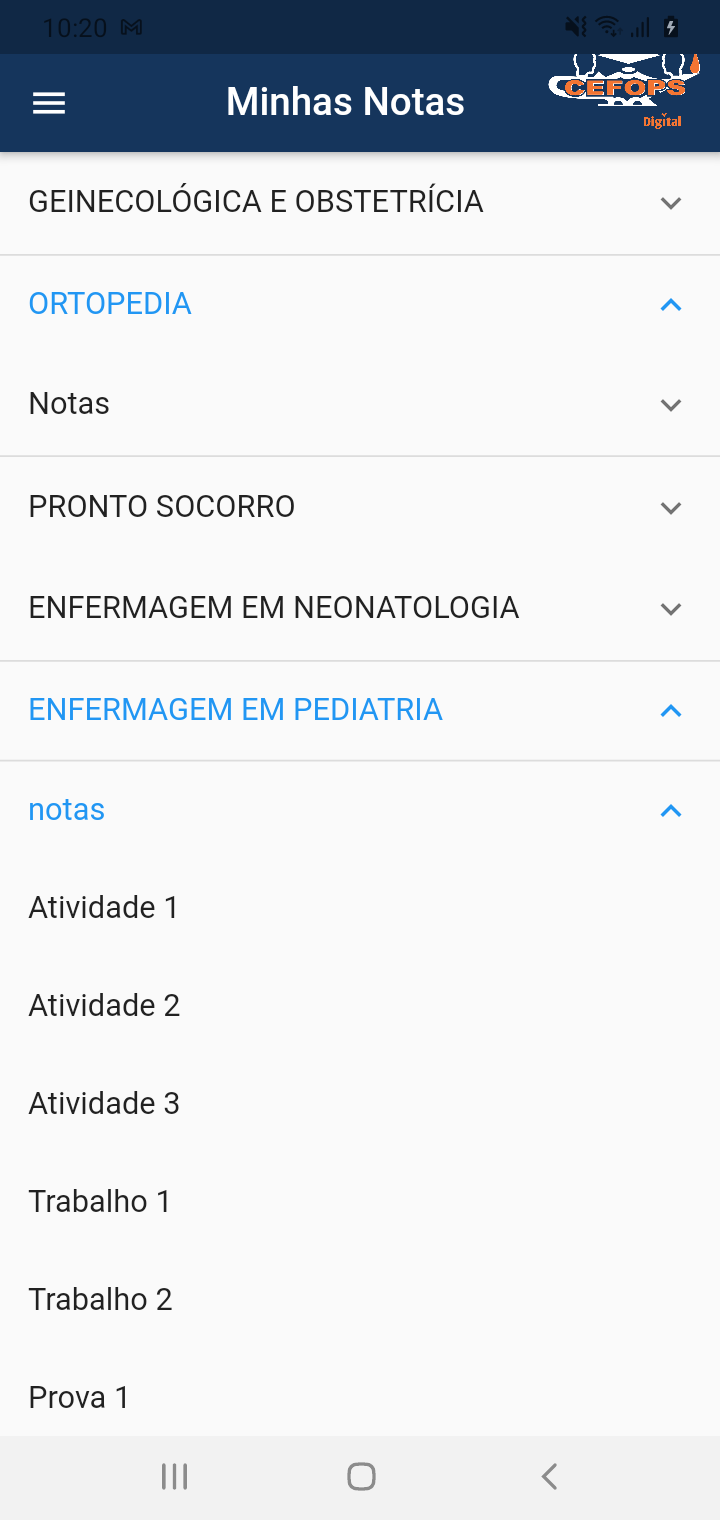 10:20
Minhas Notas
CEFOPS
Digital
GEINECOLÓGICA E OBSTETRÍCIA
ORTOPEDIA
Notas
PRONTO SOCORRO
ENFERMAGEM EM NEONATOLOGIA
ENFERMAGEM EM PEDIATRIA
notas
Atividade 1
Atividade 2
Atividade 3
Trabalho 1
Trabalho 2
Prova 1